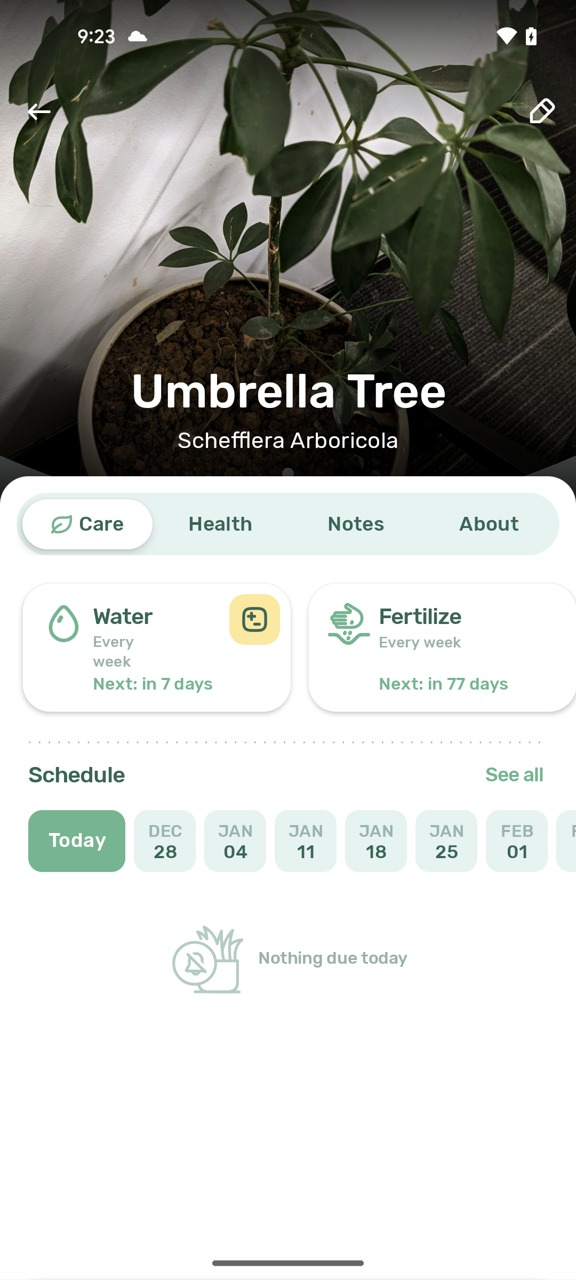 9:23
Umbrella Tree
Schefflera Arboricola
Care
Health
Notes
About
Water
Every
week
Next: in 7 days
Fertilize
Every week
Next: in 77 days
Schedule
See all
Today
DEC
28
JAN
04
JAN
11
JAN
18
JAN
25
FEB
01
Nothing due today